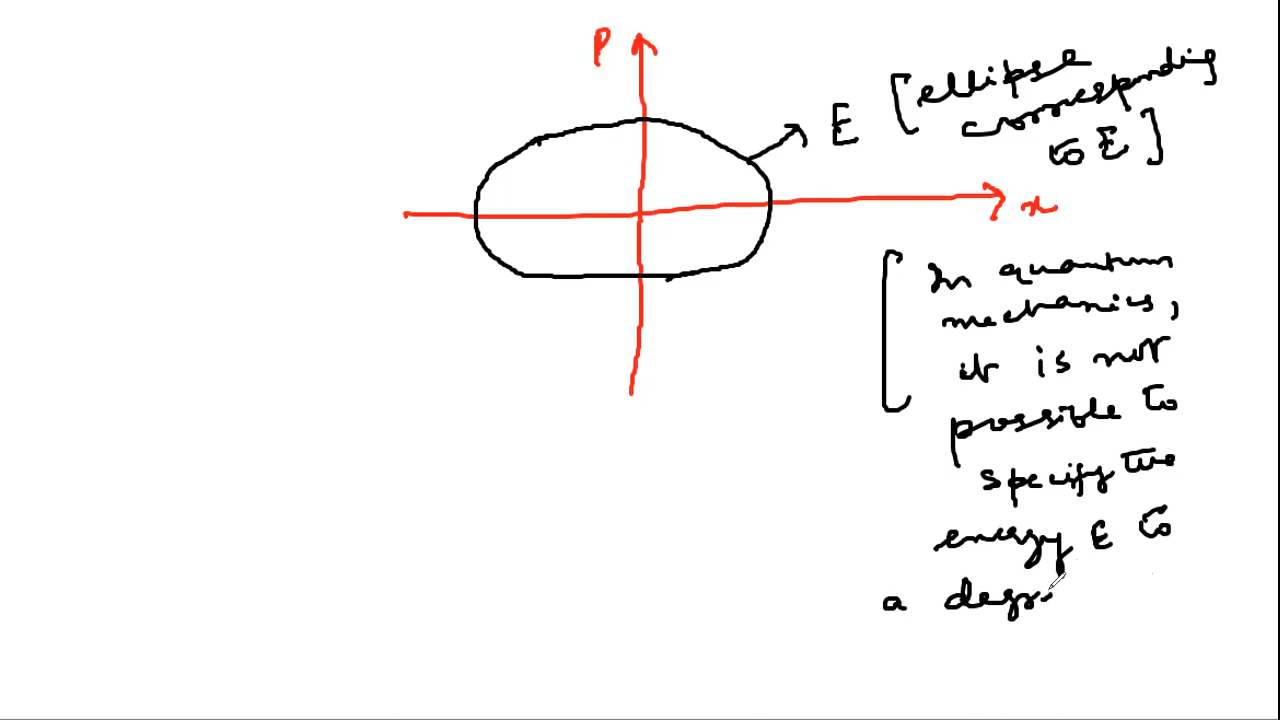 P
E [ellipse
corresponding
to E]
x
[In quantum
mechanics,
it is not
possible to
specify the
energy E to
a degr